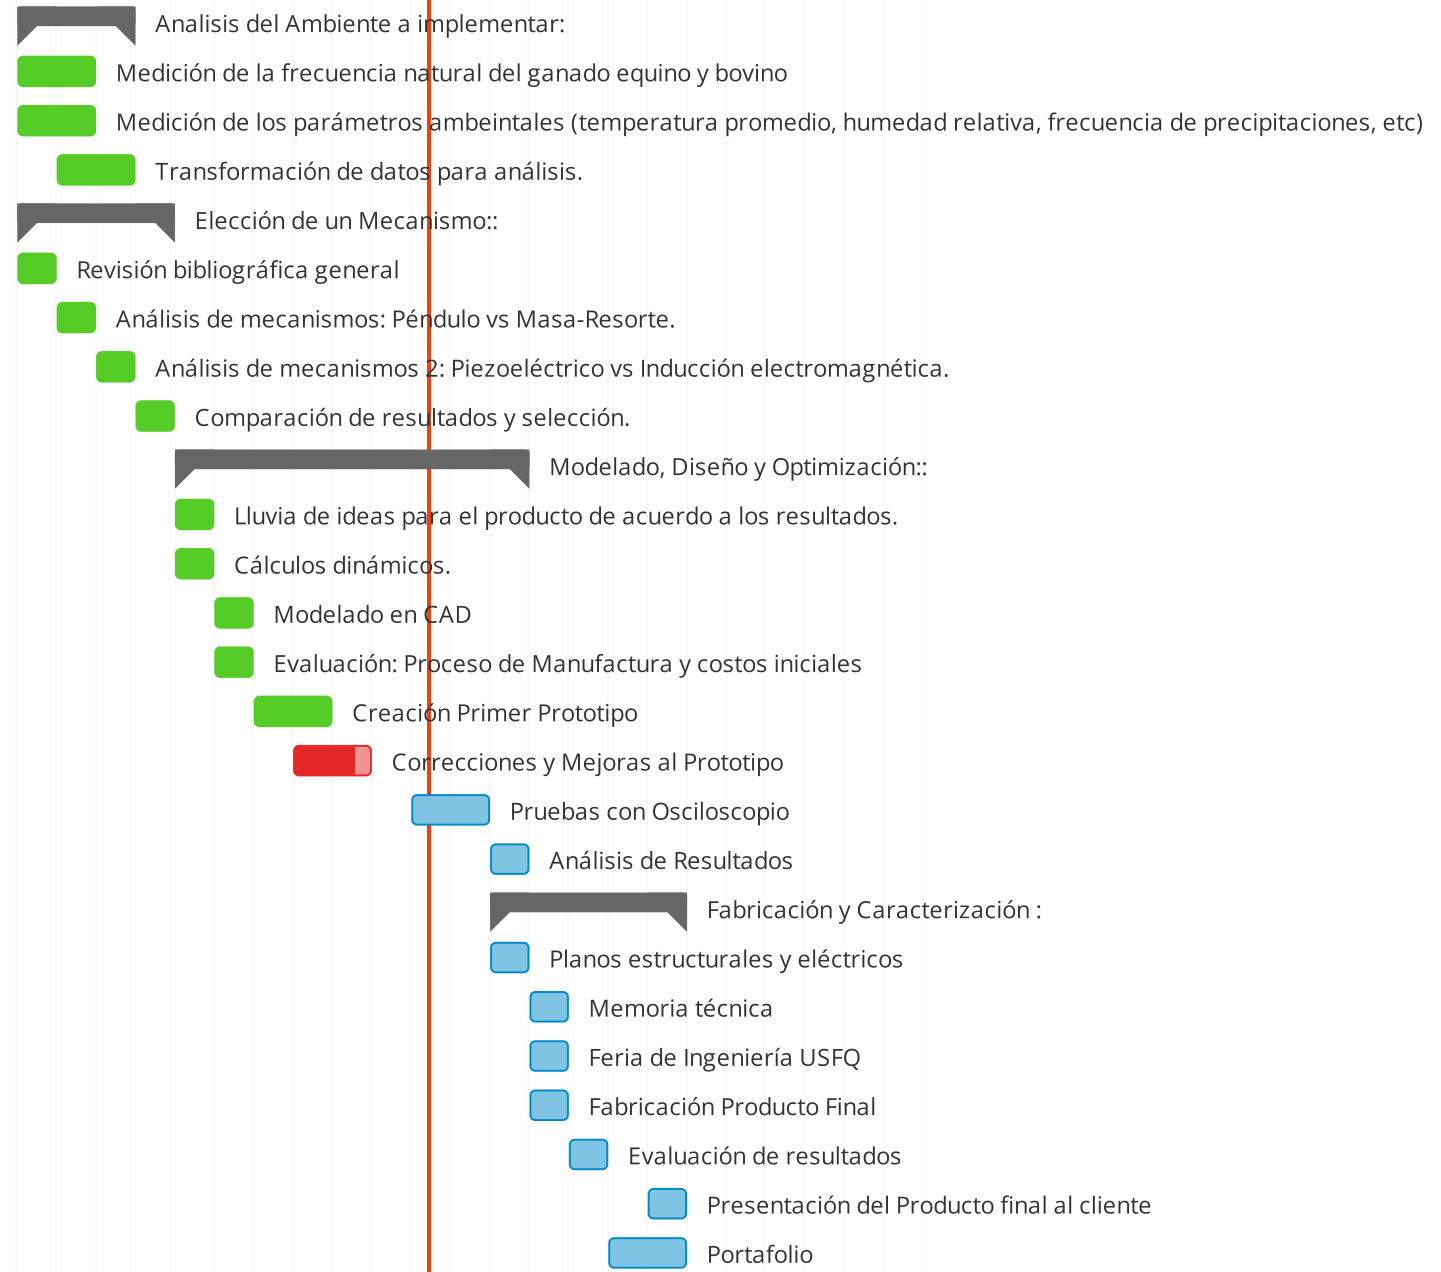 Analisis del Ambiente a implementar:
Medición de la frecuencia natural del ganado equino y bovino
Medición de los parámetros ambeintales (temperatura promedio, humedad relativa, frecuencia de precipitaciones, etc)
Transformación de datos para análisis.
Elección de un Mecanismo::
Revisión bibliográfica general
Análisis de mecanismos: Péndulo vs Masa-Resorte.
Análisis de mecanismos 2: Piezoeléctrico vs Inducción electromagnética.
Comparación de resultados y selección.
Modelado, Diseño y Optimización::
Lluvia de ideas para el producto de acuerdo a los resultados.
Cálculos dinámicos.
Modelado en CAD
Evaluación: Proceso de Manufactura y costos iniciales
Creación Primer Prototipo
Correcciones y Mejoras al Prototipo
Pruebas con Osciloscopio
Análisis de Resultados
Fabricación y Caracterización :
Planos estructurales y eléctricos
Memoria técnica
Feria de Ingeniería USFQ
Fabricación Producto Final
Evaluación de resultados
Presentación del Producto final al cliente
Portafolio